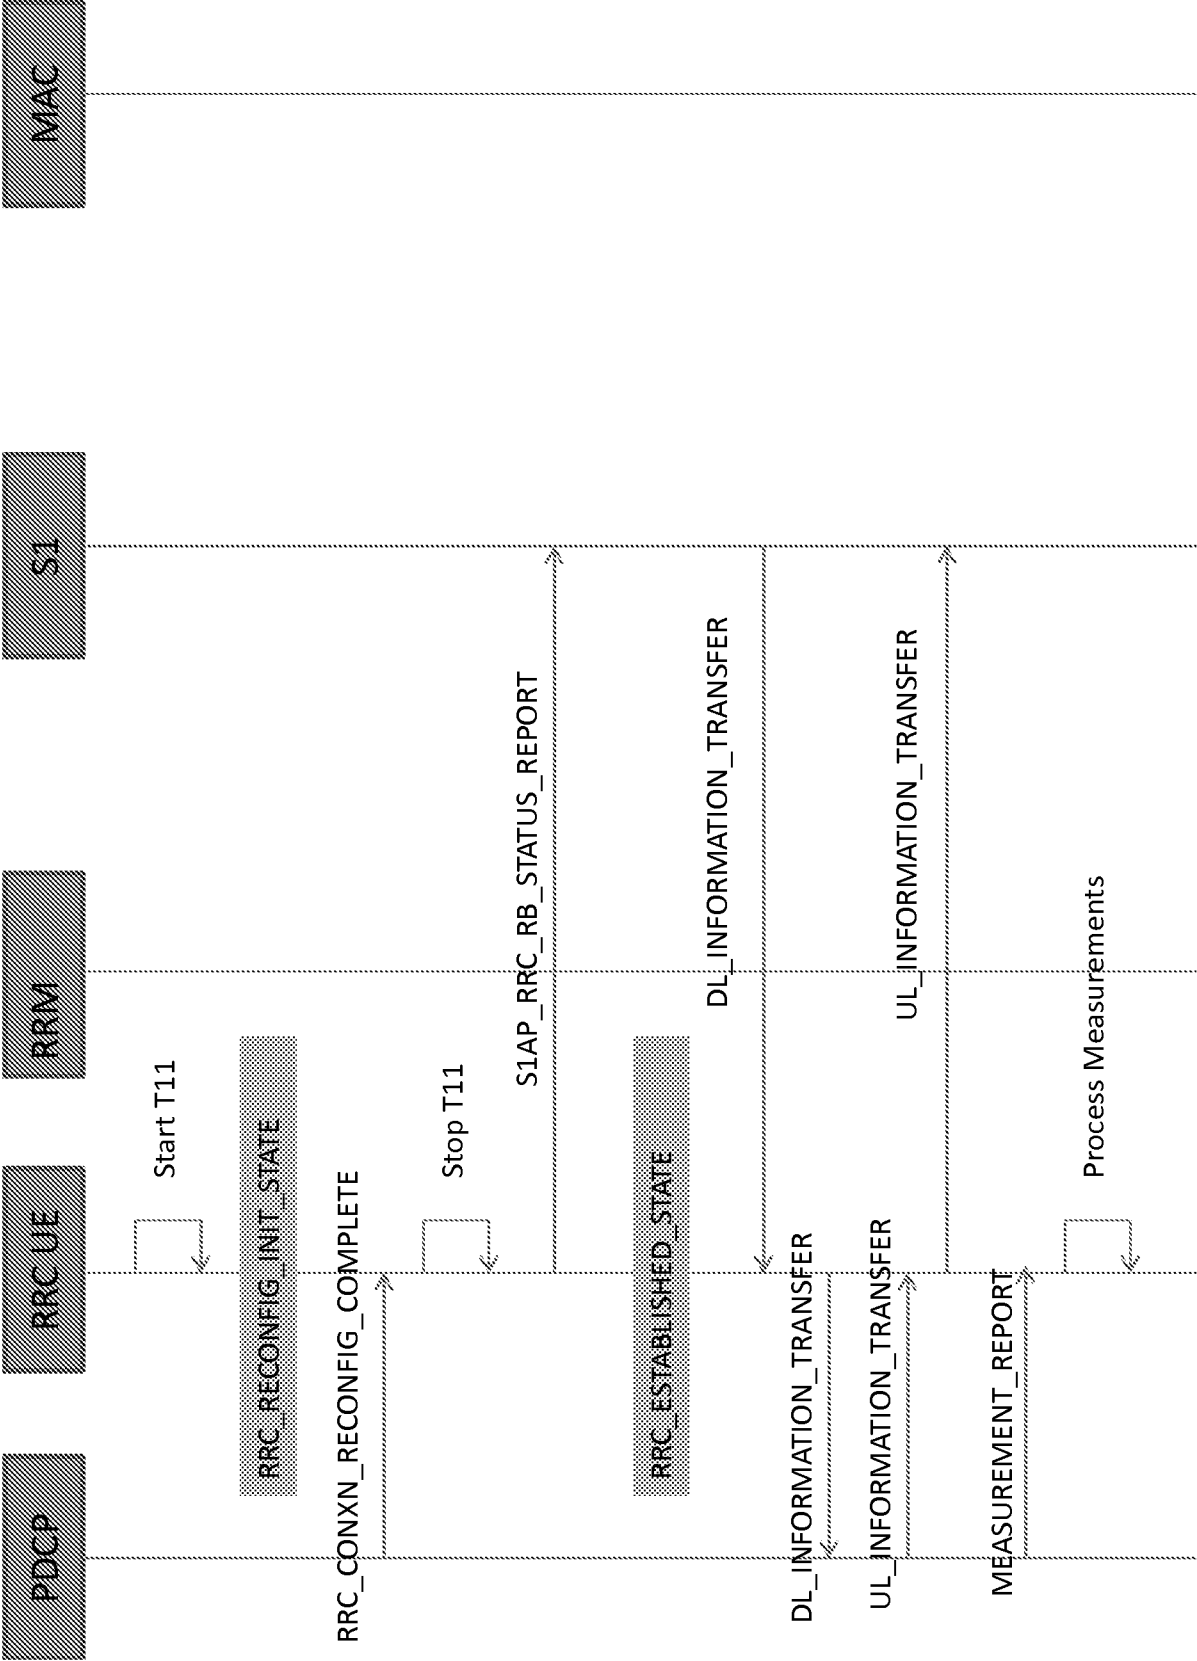 PDCP
RRC UE
RRM
S1
MAC
Start T11
RRC_RECONFIG_INIT_STATE
RRC_CONXN_RECONFIG_COMPLETE
Stop T11
S1AP_RRC_RB_STATUS_REPORT
RRC_ESTABLISHED_STATE
DL_INFORMATION_TRANSFER
DL_INFORMATION_TRANSFER
UL_INFORMATION_TRANSFER
UL_INFORMATION_TRANSFER
MEASUREMENT_REPORT
Process Measurements